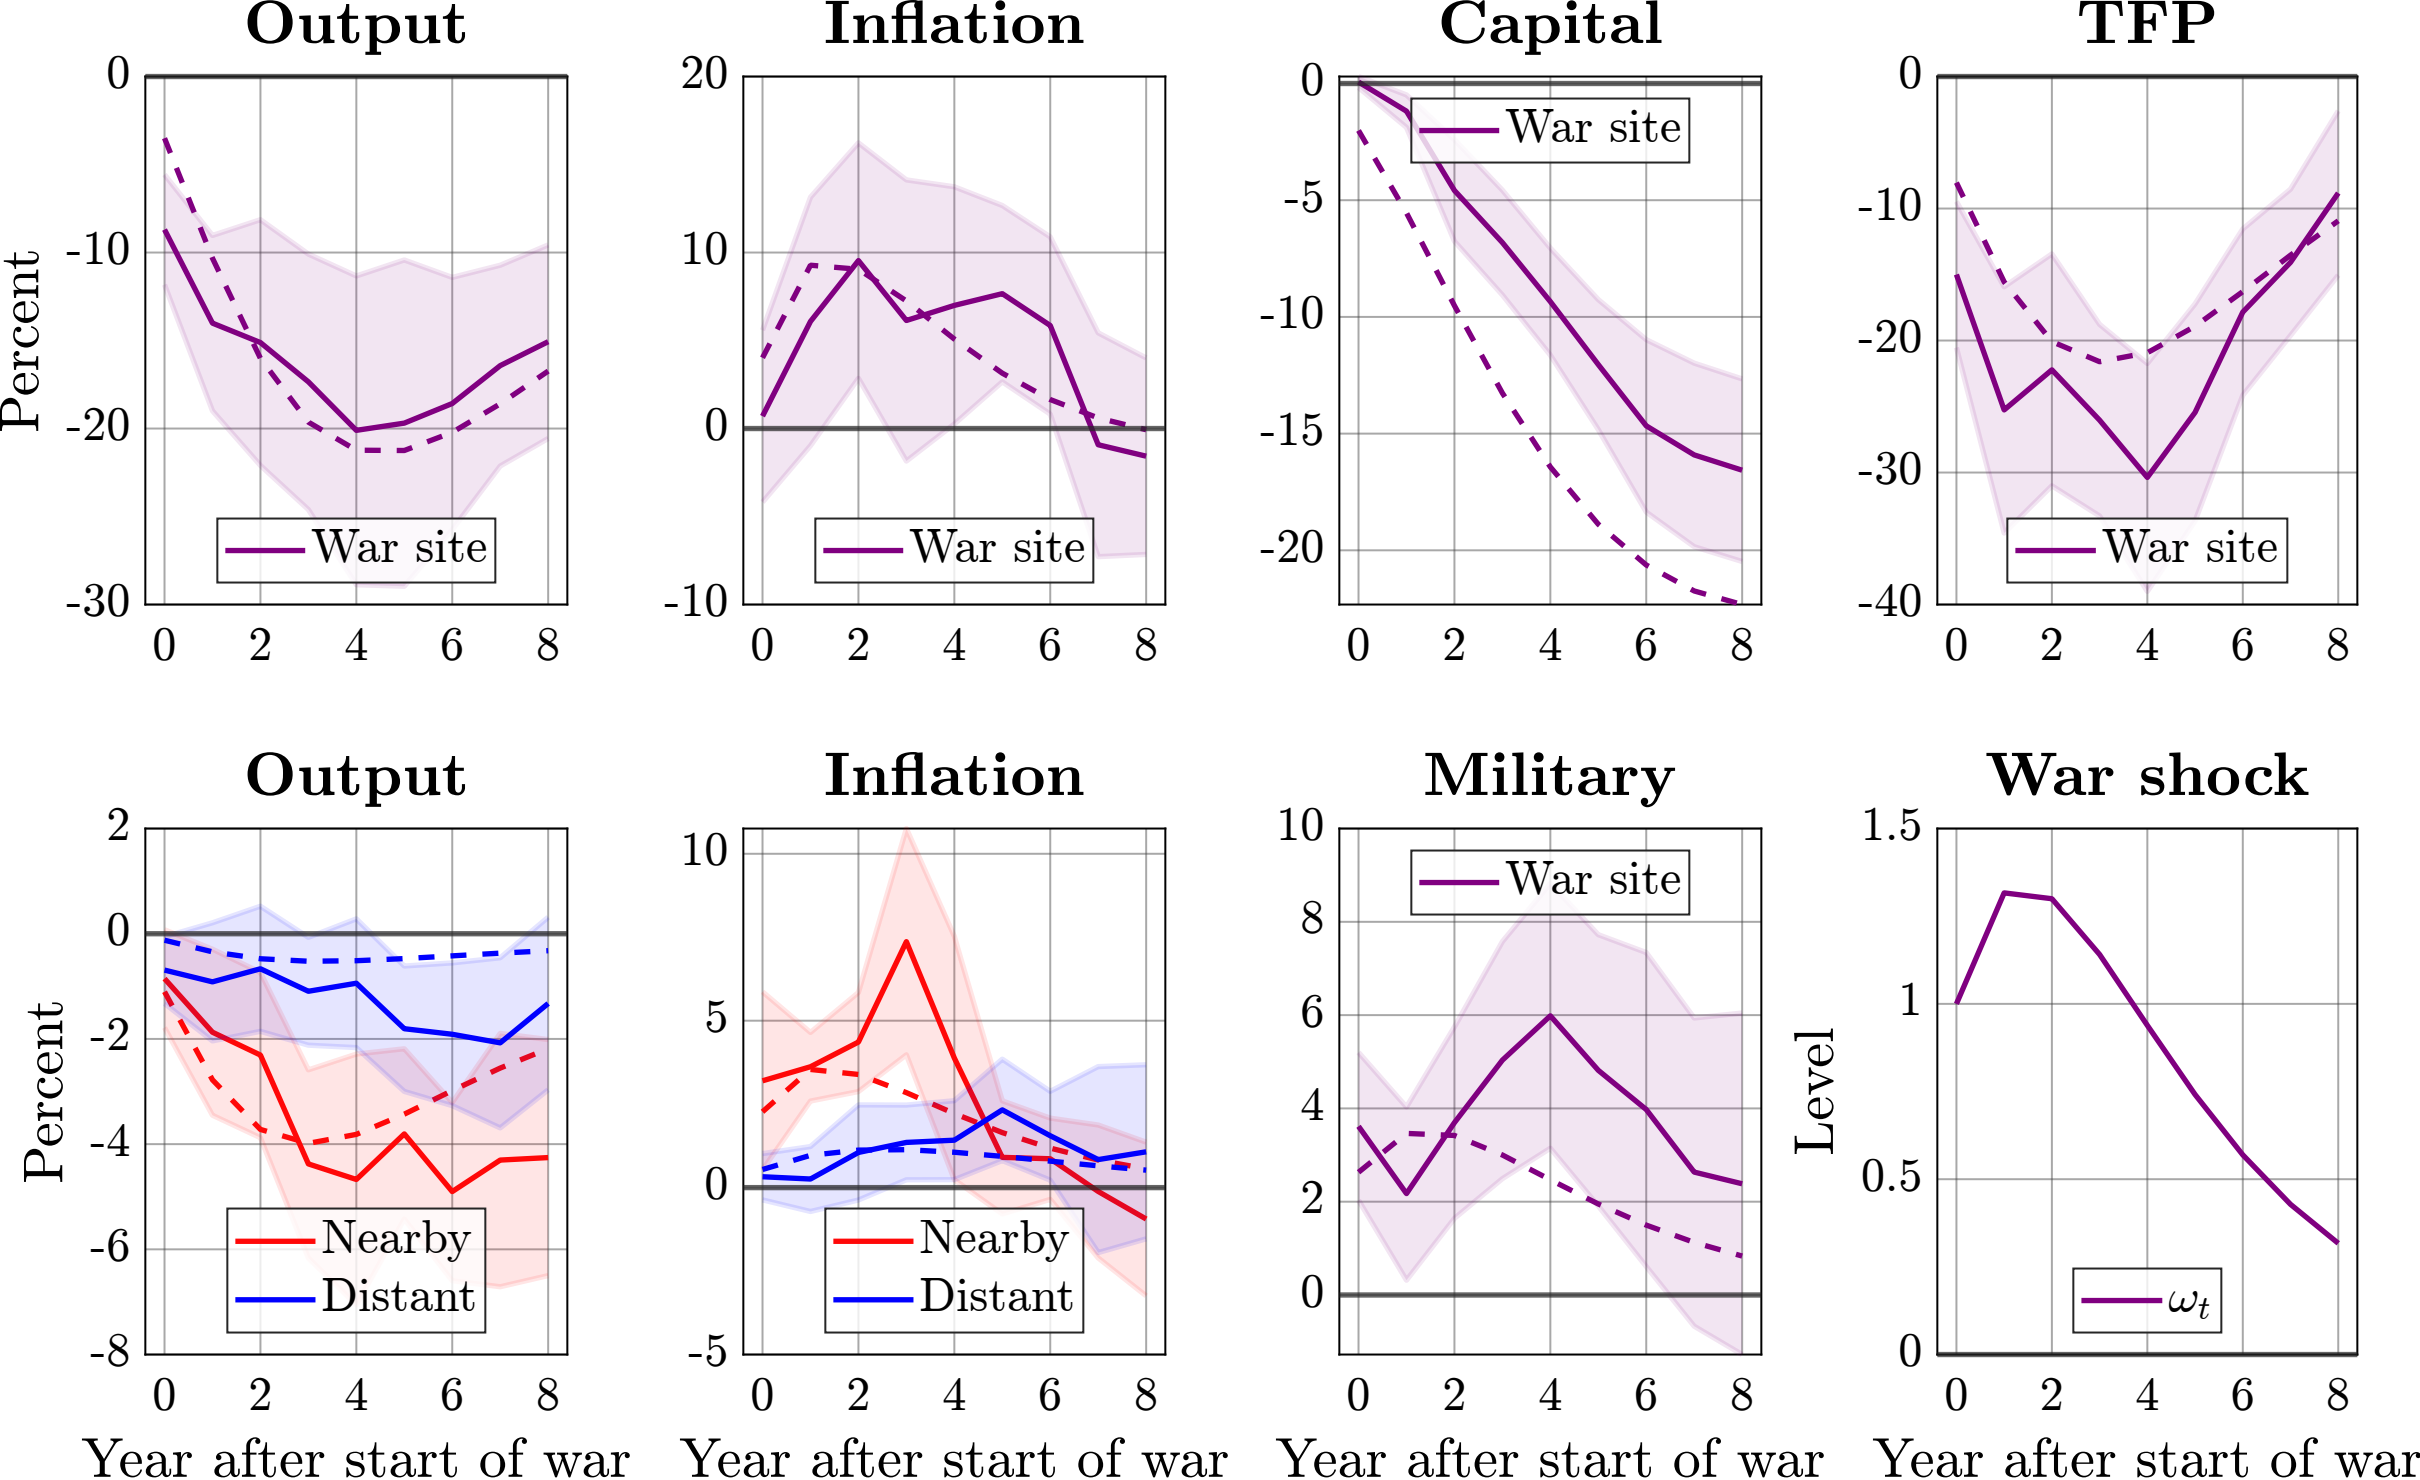 Output Inflation Capital TFP
0 20 0 0
-10 10 -5 -10
-20 0 -10 -20
-30 -10 -15 -30
-20 -40
Percent
War site War site War site War site
0 2 4 6 8 0 2 4 6 8 0 2 4 6 8 0 2 4 6 8
Output Inflation Military War shock
2 10 10 1.5
0 5 8 1
-2 0 6 0.5
-4 -5 4 0
-6 2
-8 0
Percent Level
Nearby Nearby War site ωt
Distant Distant
0 2 4 6 8 0 2 4 6 8 0 2 4 6 8 0 2 4 6 8
Year after start of war Year after start of war Year after start of war Year after start of war